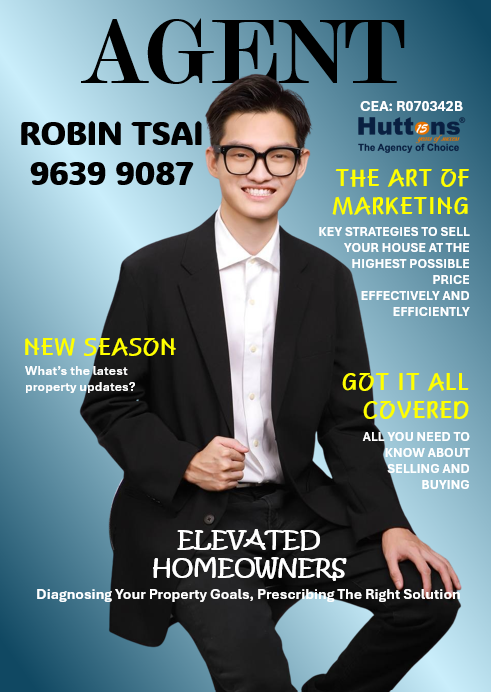 AGENT
CEA: R070342B
ROBIN TSAI
9639 9087
Huttons®
15
The Agency of Choice
THE ART OF
MARKETING
KEY STRATEGIES TO SELL
YOUR HOUSE AT THE
HIGHEST POSSIBLE
PRICE
EFFECTIVELY AND
EFFICIENTLY
NEW SEASON
What's the latest
property updates?
GOT IT ALL
COVERED
ALL YOU NEED TO
KNOW ABOUT
SELLING AND
BUYING
ELEVATED
HOMEOWNERS
Diagnosing Your Property Goals, Prescribing The Right Solution